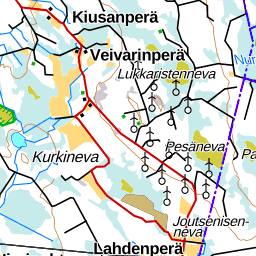 Kiusanperä
Veivarinperä
Lukkaristenneva
Kurkineva
Pesäneva
Joutsenisen-
neva
Lahdenperä